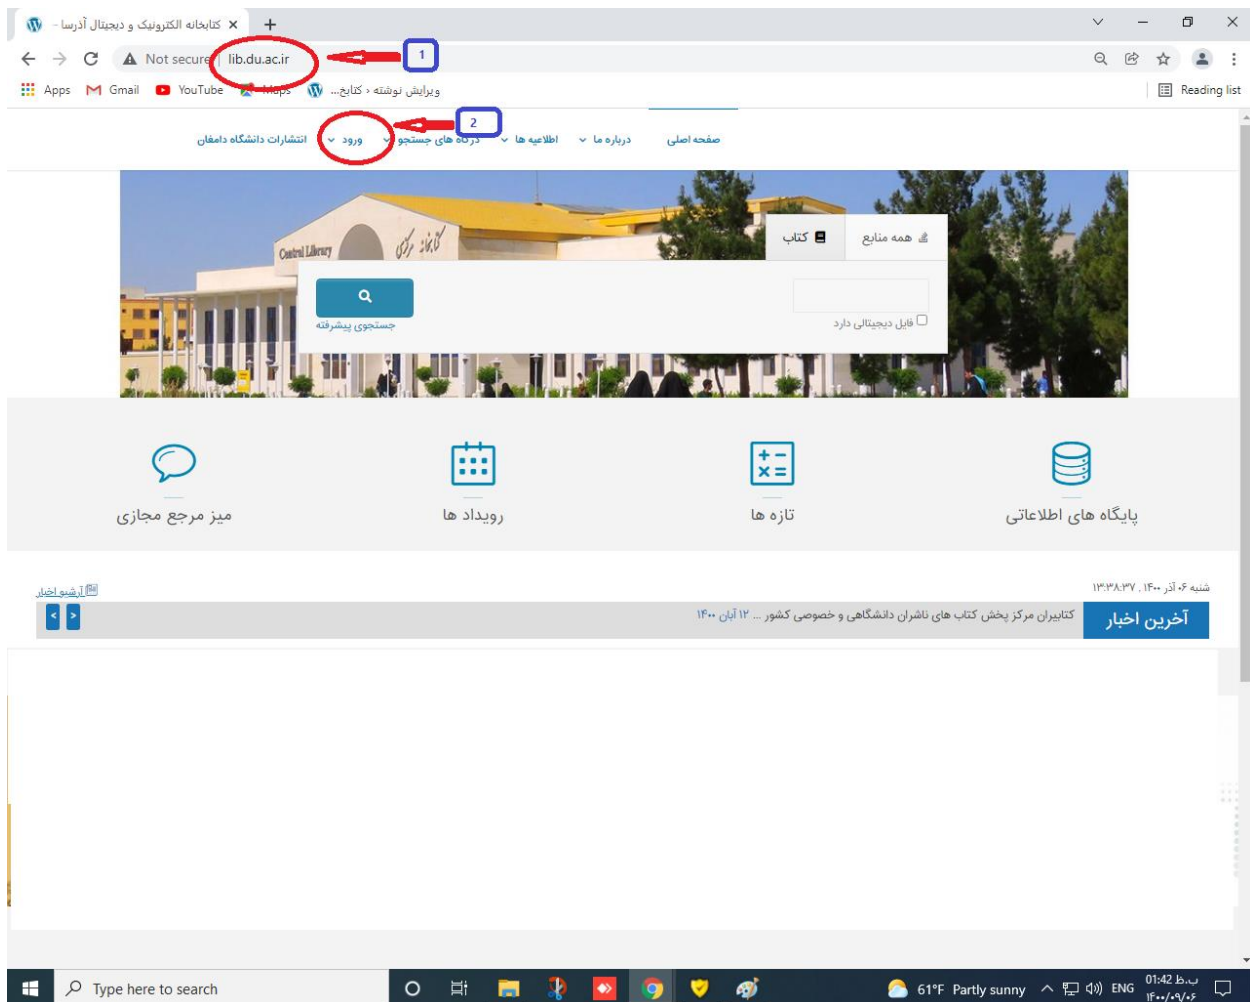 کتابخانه الکترونیک و دیجیتال آذرسا -
Not secure
lib.du.ac.ir
1
Apps
Gmail
YouTube
Maps
ویرایش نوشته ‹ کتابخ...
Reading list
2
صفحه اصلی
درباره ما
اطلاعیه ها
درگاه های جستجو
ورود
انتشارات دانشگاه دامغان
Central Library
کتابخانه مرکزی
همه منابع
کتاب
فایل دیجیتالی دارد
جستجوی پیشرفته
پایگاه های اطلاعاتی
تازه ها
رویداد ها
میز مرجع مجازی
شنبه ۰۶ آذر ۱۴۰۰ , ۱۳:۳۸:۳۷
آرشیو اخبار
آخرین اخبار
کتابیران مرکز پخش کتاب های ناشران دانشگاهی و خصوصی کشور ... ۱۲ آبان ۱۴۰۰
Type here to search
61°F Partly sunny
ENG
01:42 ب.ظ
۱۴۰۰/۰۹/۰۶